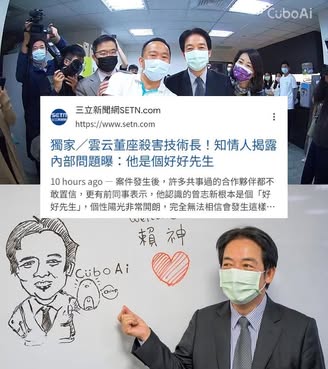 CüboAi
三立新聞網SETN.com
https://www.setn.com
獨家／雲云董座殺害技術長！知情人揭露
內部問題曝：他是個好好先生
10 hours ago — 案件發生後，許多共事過的合作夥伴都不
敢置信，更有前同事表示，他認識的曾志新根本是個「好
好先生」，個性陽光非常開朗，完全無法相信會發生這樣⋯
賴神
CüboAi